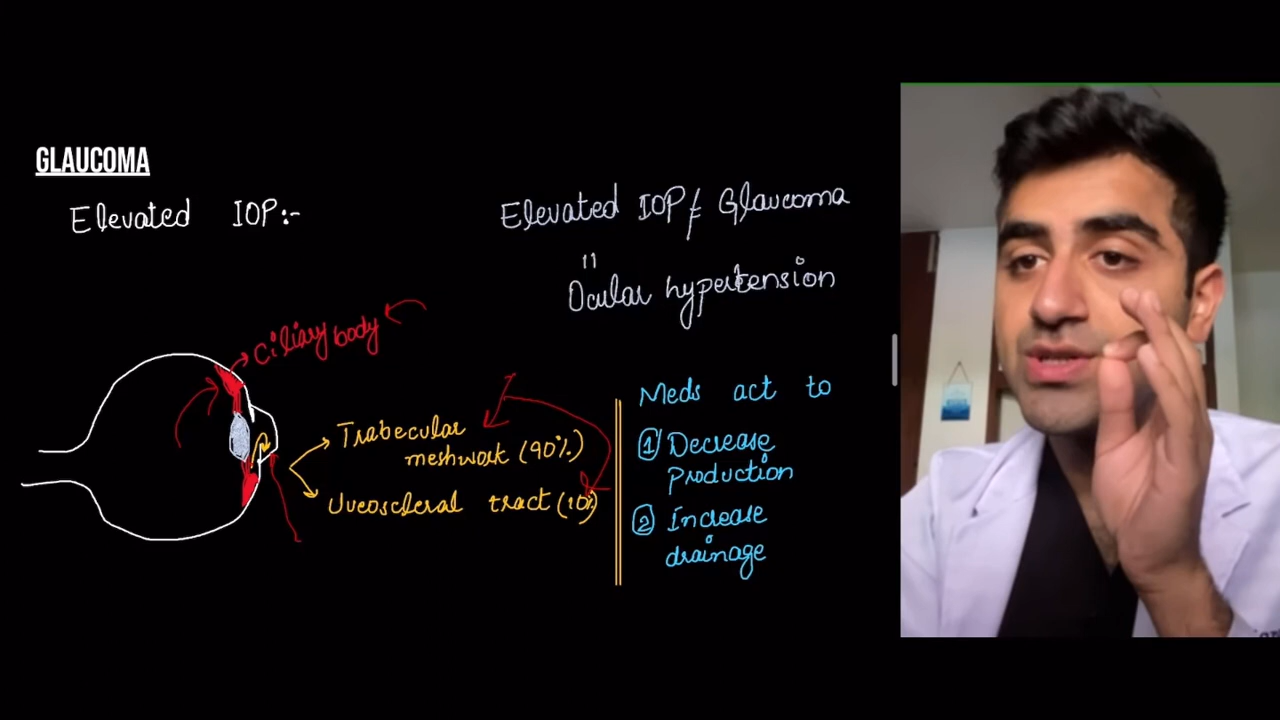 GLAUCOMA
Elevated IOP:-
Elevated IOP ≠ Glaucoma
=
Ocular hypertension
Ciliary body
Trabecular
meshwork (90%)
Uveoscleral tract (10%)
Meds act to
① Decrease
production
② Increase
drainage